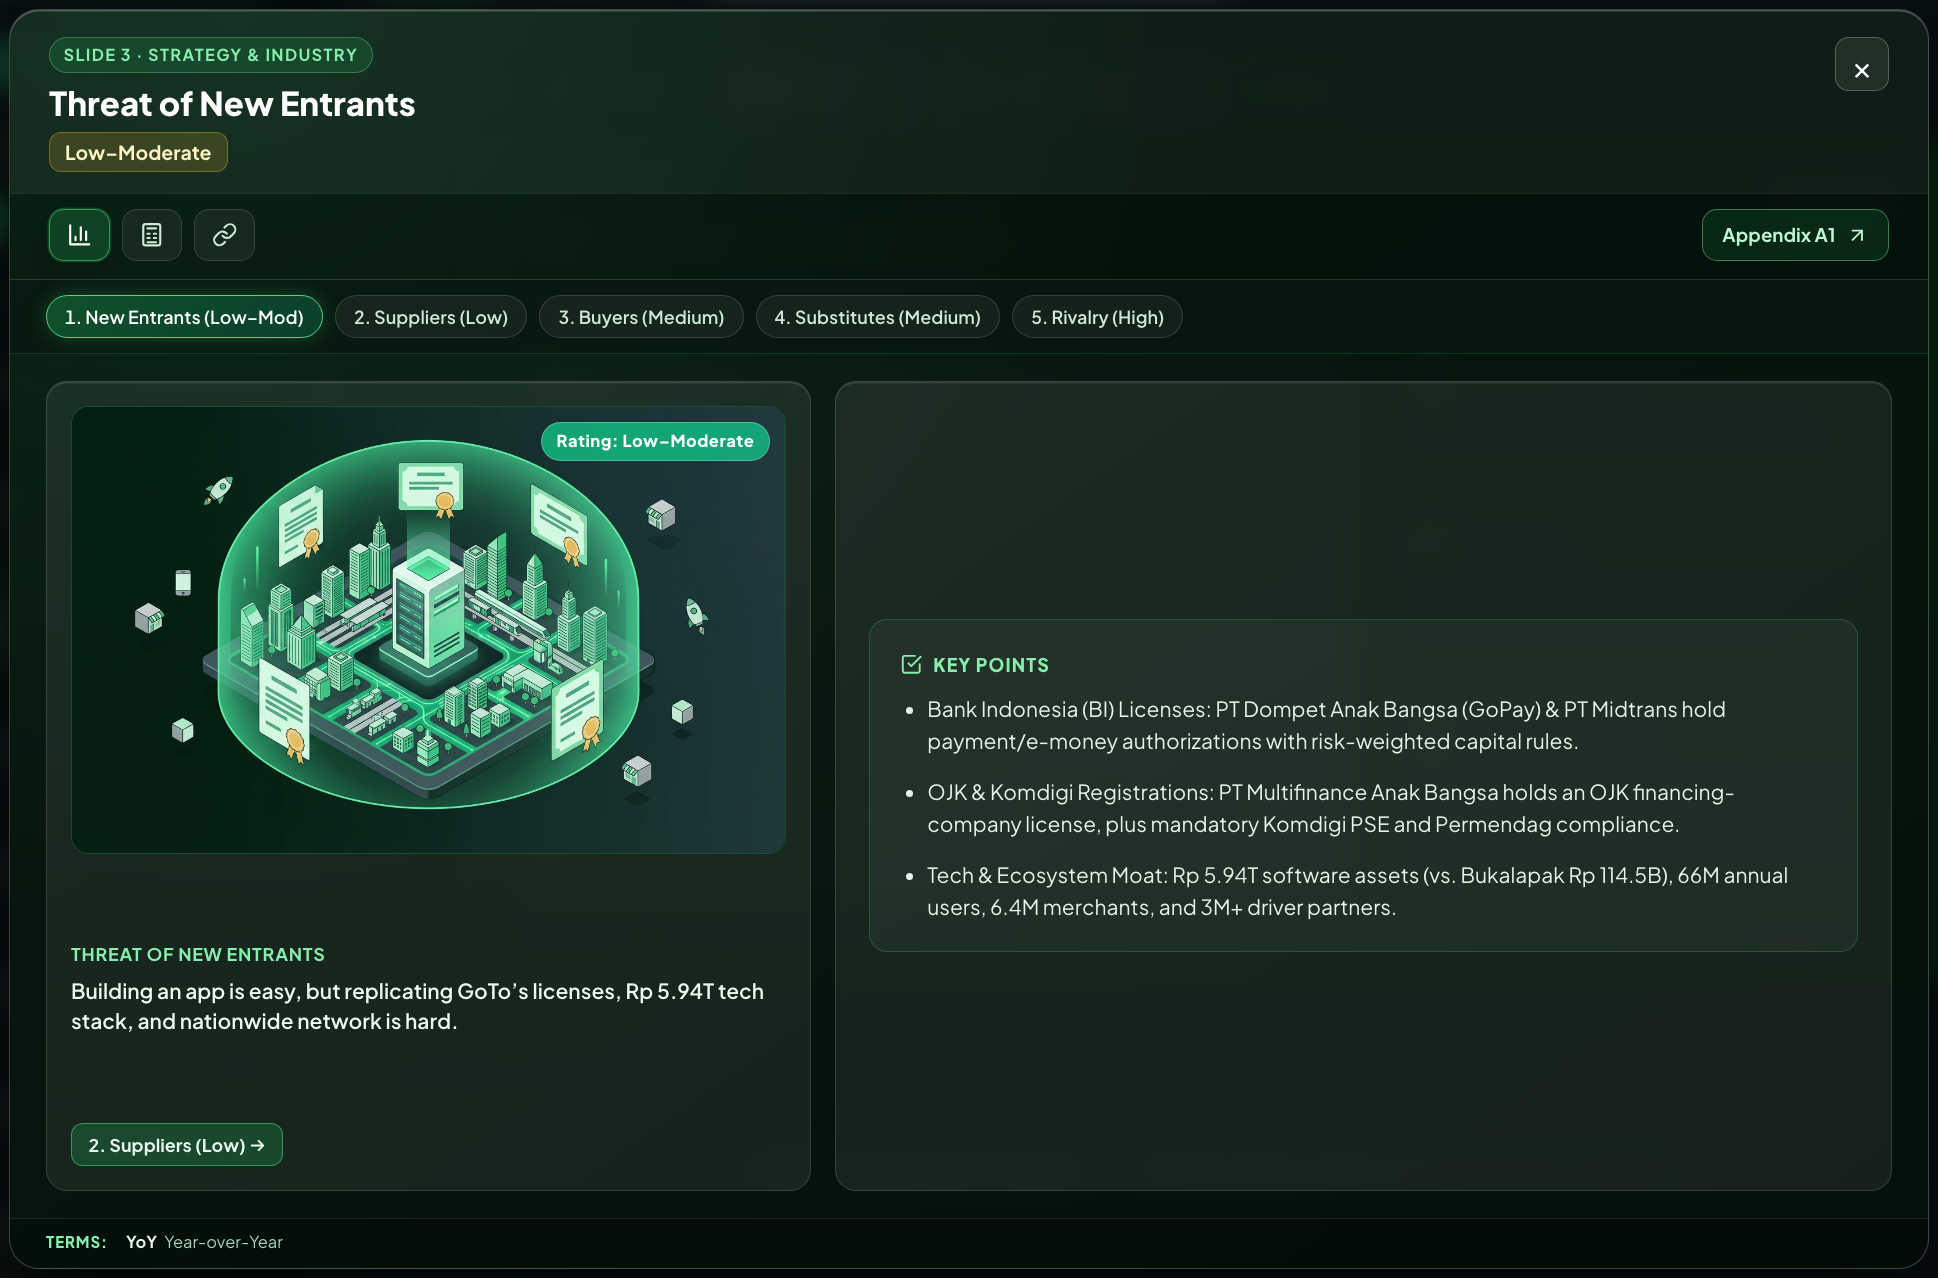 SLIDE 3 · STRATEGY & INDUSTRY
Threat of New Entrants
Low–Moderate
Appendix A1
1. New Entrants (Low–Mod)
2. Suppliers (Low)
3. Buyers (Medium)
4. Substitutes (Medium)
5. Rivalry (High)
Rating: Low–Moderate
THREAT OF NEW ENTRANTS
Building an app is easy, but replicating GoTo’s licenses, Rp 5.94T tech
stack, and nationwide network is hard.
2. Suppliers (Low) →
KEY POINTS
• Bank Indonesia (BI) Licenses: PT Dompet Anak Bangsa (GoPay) & PT Midtrans hold
payment/e-money authorizations with risk-weighted capital rules.
• OJK & Komdigi Registrations: PT Multifinance Anak Bangsa holds an OJK financing-
company license, plus mandatory Komdigi PSE and Permendag compliance.
• Tech & Ecosystem Moat: Rp 5.94T software assets (vs. Bukalapak Rp 114.5B), 66M annual
users, 6.4M merchants, and 3M+ driver partners.
TERMS: YoY Year-over-Year